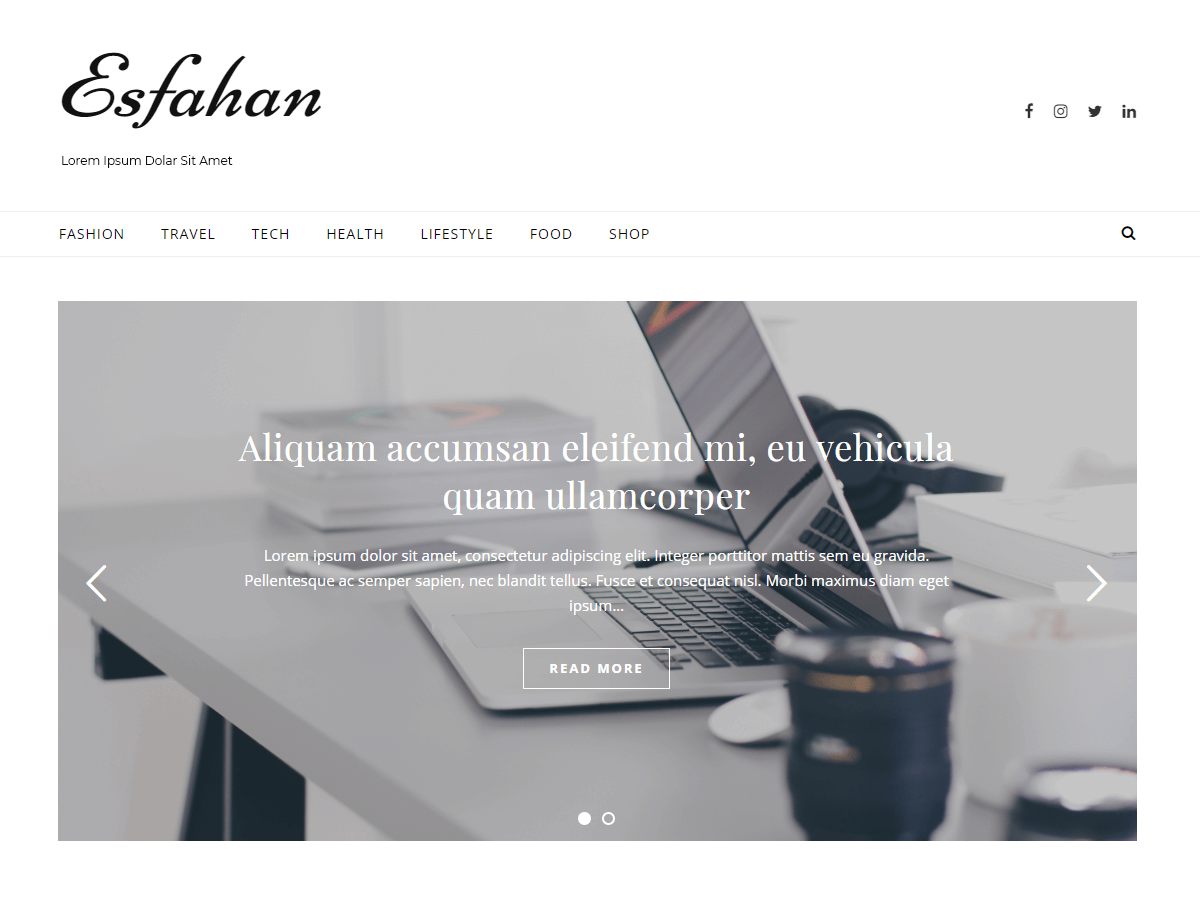 Esfahan
Lorem Ipsum Dolar Sit Amet
FASHION TRAVEL TECH HEALTH LIFESTYLE FOOD SHOP
Aliquam accumsan eleifend mi, eu vehicula
quam ullamcorper
Lorem ipsum dolor sit amet, consectetur adipiscing elit. Integer porttitor mattis sem eu gravida.
Pellentesque ac semper sapien, nec blandit tellus. Fusce et consequat nisl. Morbi maximus diam eget
ipsum...
READ MORE